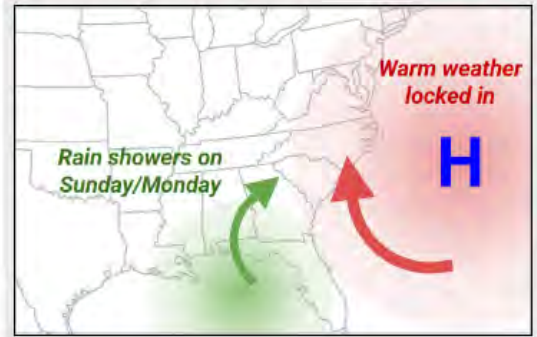 Warm weather
locked in
H
Rain showers on
Sunday/Monday